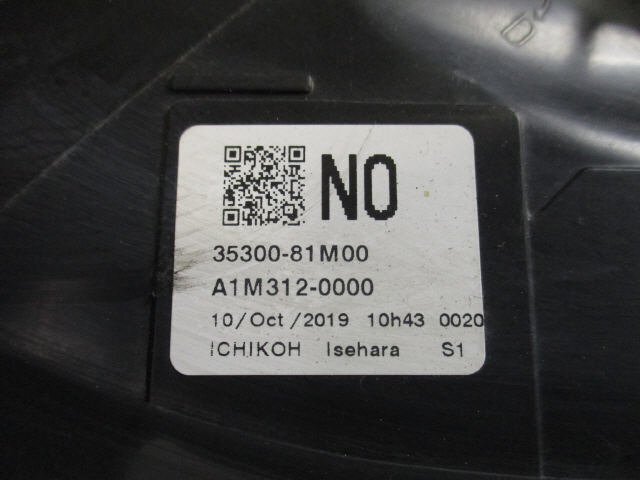 NO
35300-81M00
A1M312-0000
10/Oct/2019 10h43 0020
ICHIKOH Isehara S1